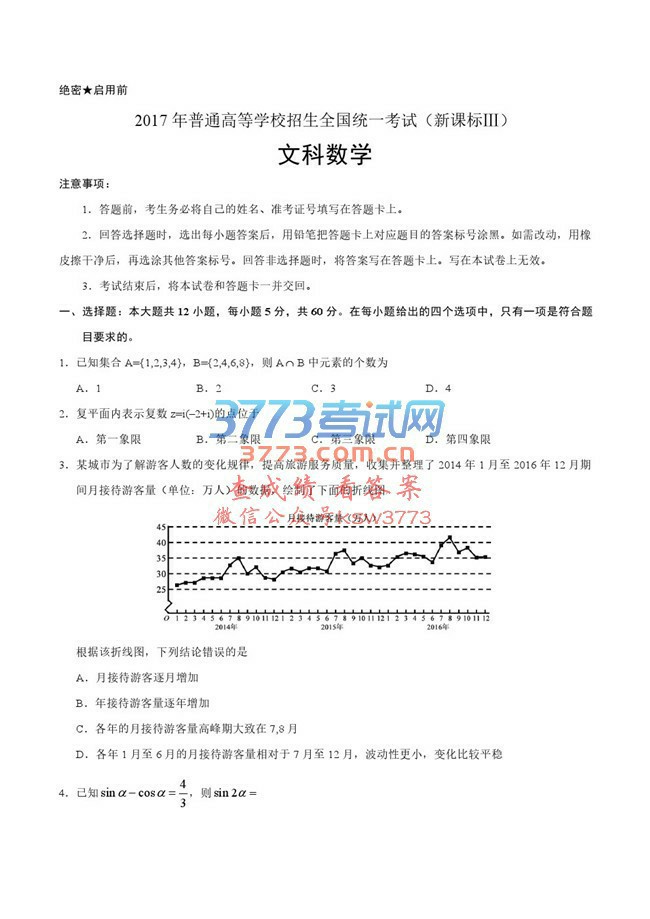 绝密★启用前
2017 年普通高等学校招生全国统一考试（新课标Ⅲ）
文科数学
注意事项：
1．答题前，考生务必将自己的姓名、准考证号填写在答题卡上。
2．回答选择题时，选出每小题答案后，用铅笔把答题卡上对应题目的答案标号涂黑。如需改动，用橡
皮擦干净后，再选涂其他答案标号。回答非选择题时，将答案写在答题卡上。写在本试卷上无效。
3．考试结束后，将本试卷和答题卡一并交回。
一、选择题：本大题共 12 小题，每小题 5 分，共 60 分。在每小题给出的四个选项中，只有一项是符合题
目要求的。
1．已知集合 A={1,2,3,4}，B={2,4,6,8}，则 A∩B 中元素的个数为
A．1 B．2 C．3 D．4
3773考试网
2．复平面内表示复数 z=i(–2+i)的点位于
A．第一象限 B．第二象限 C．第三象限 D．第四象限
3773.com.cn
3．某城市为了解游客人数的变化规律，提高旅游服务质量，收集并整理了 2014 年 1 月至 2016 年 12 月期
间月接待游客量（单位：万人）的数据，绘制了下面的折线图．
查成绩 看答案
微信公众号ksw3773
月接待游客量（万人）
45
40
35
30
25
O 1 2 3 4 5 6 7 8 9 10 11 12 1 2 3 4 5 6 7 8 9 10 11 12 1 2 3 4 5 6 7 8 9 10 11 12
2014年 2015年 2016年
根据该折线图，下列结论错误的是
A．月接待游客逐月增加
B．年接待游客量逐年增加
C．各年的月接待游客量高峰期大致在 7,8 月
D．各年 1 月至 6 月的月接待游客量相对于 7 月至 12 月，波动性更小，变化比较平稳
4．已知 sin α − cos α = 4/3，则 sin 2α =